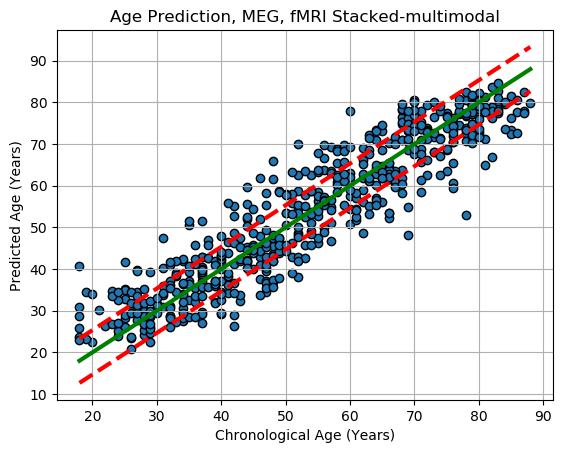 Age Prediction, MEG, fMRI Stacked-multimodal
90
80
70
60
50
40
30
20
10
Predicted Age (Years)
20 30 40 50 60 70 80 90
Chronological Age (Years)